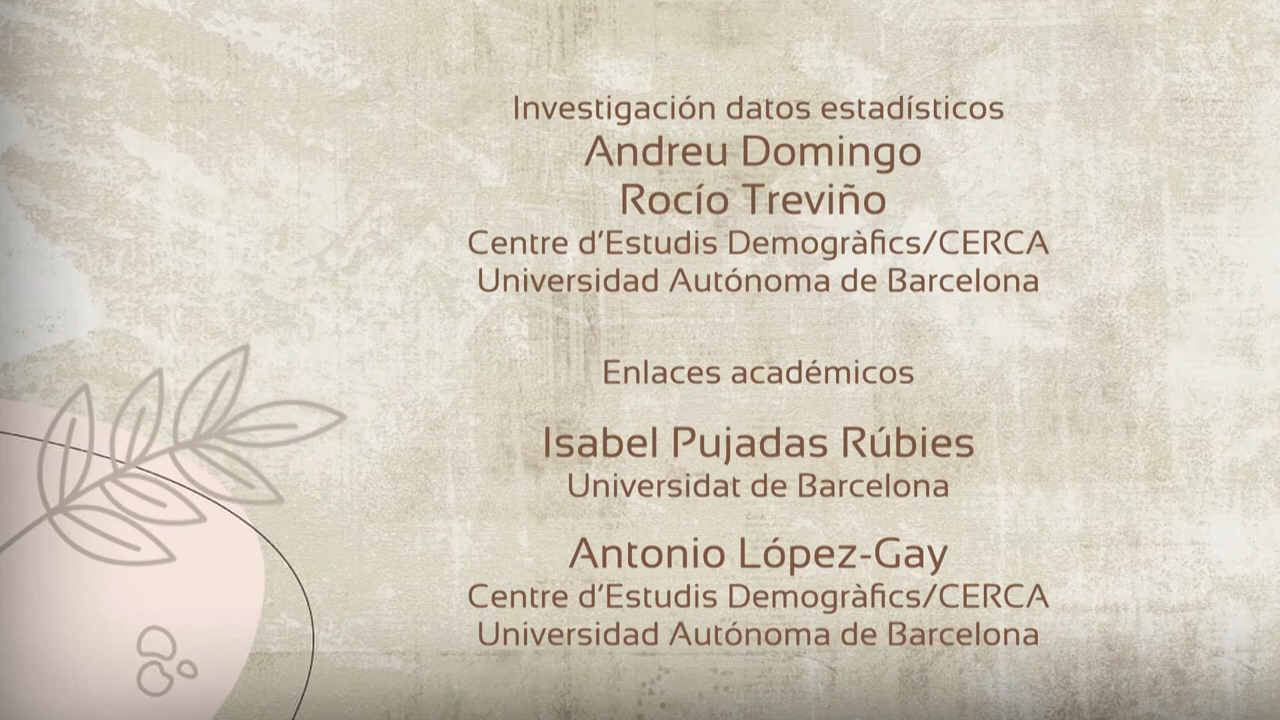 Investigación datos estadísticos
Andreu Domingo
Rocío Treviño
Centre d'Estudis Demogràfics/CERCA
Universidad Autónoma de Barcelona
Enlaces académicos
Isabel Pujadas Rúbies
Universidat de Barcelona
Antonio López-Gay
Centre d'Estudis Demogràfics/CERCA
Universidad Autónoma de Barcelona